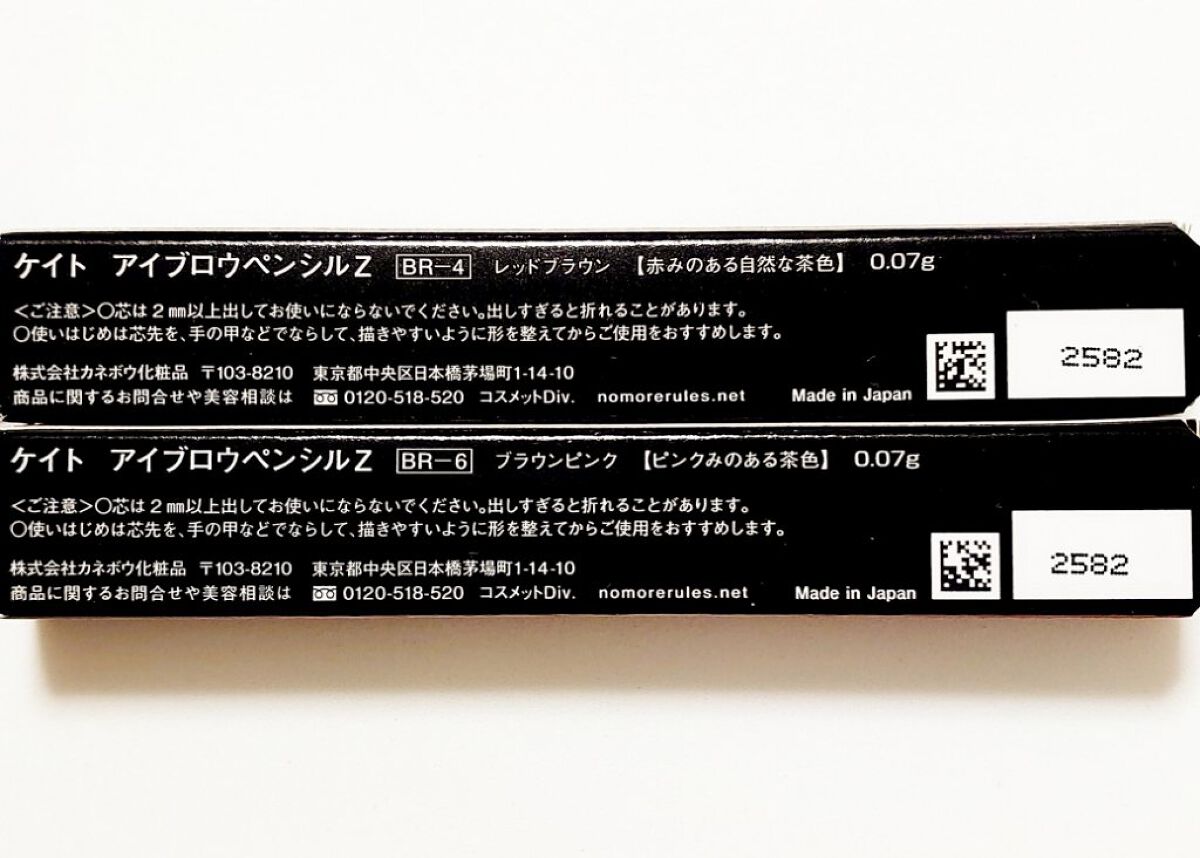 ケイト アイブロウペンシルZ BR-4 レッドブラウン 【赤みのある自然な茶色】 0.07g
<ご注意>〇芯は2㎜以上出してお使いにならないでください。出しすぎると折れることがあります。
〇使いはじめは芯先を、手の甲などでならして、描きやすいように形を整えてからご使用をおすすめします。
株式会社カネボウ化粧品 〒103-8210 東京都中央区日本橋茅場町1-14-10
商品に関するお問合せや美容相談は 0120-518-520 コスメットDiv. nomorerules.net Made in Japan
2582
ケイト アイブロウペンシルZ BR-6 ブラウンピンク 【ピンクみのある茶色】 0.07g
<ご注意>〇芯は2㎜以上出してお使いにならないでください。出しすぎると折れることがあります。
〇使いはじめは芯先を、手の甲などでならして、描きやすいように形を整えてからご使用をおすすめします。
株式会社カネボウ化粧品 〒103-8210 東京都中央区日本橋茅場町1-14-10
商品に関するお問合せや美容相談は 0120-518-520 コスメットDiv. nomorerules.net Made in Japan
2582